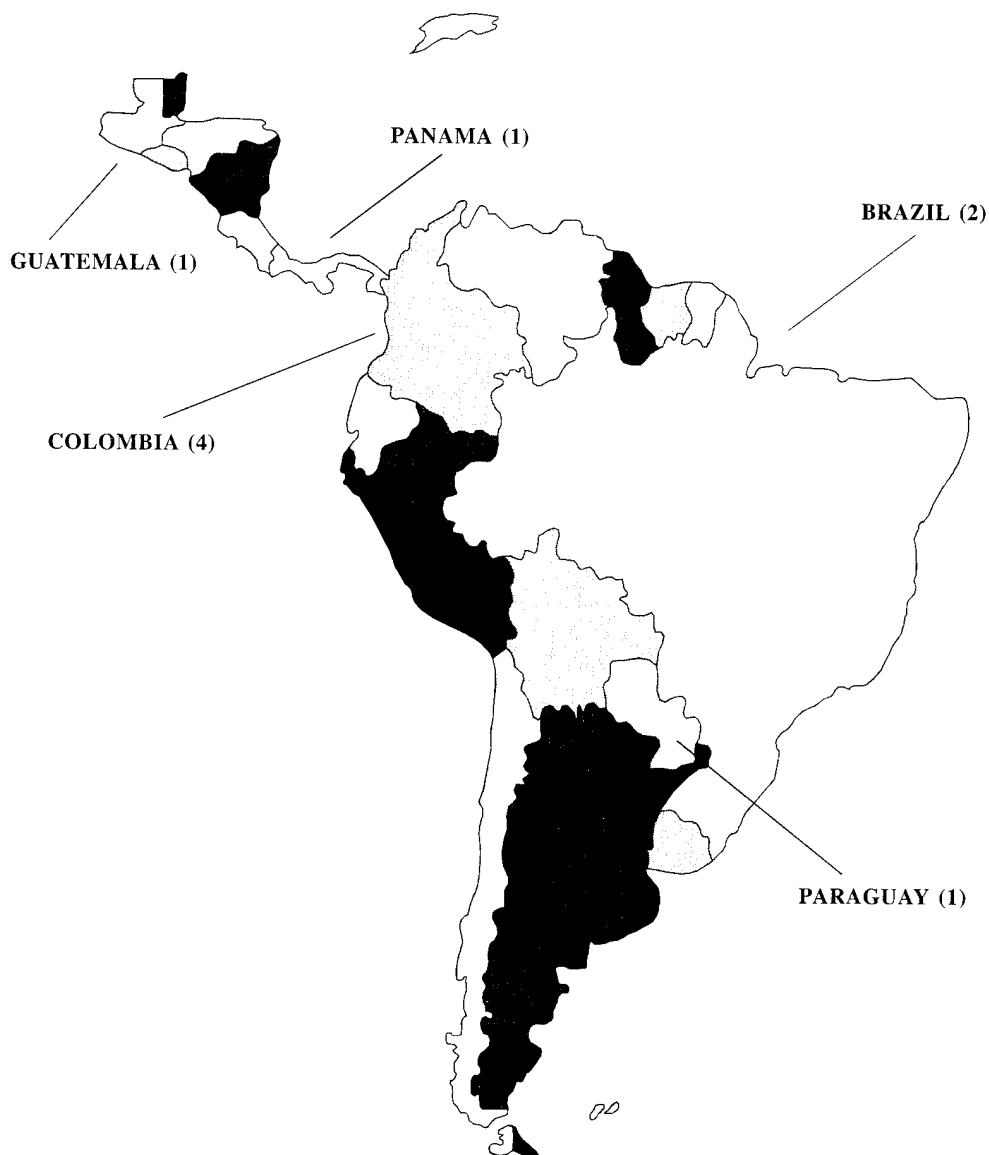 PANAMA (1)
BRAZIL (2)
GUATEMALA (1)
COLOMBIA (4)
PARAGUAY (1)